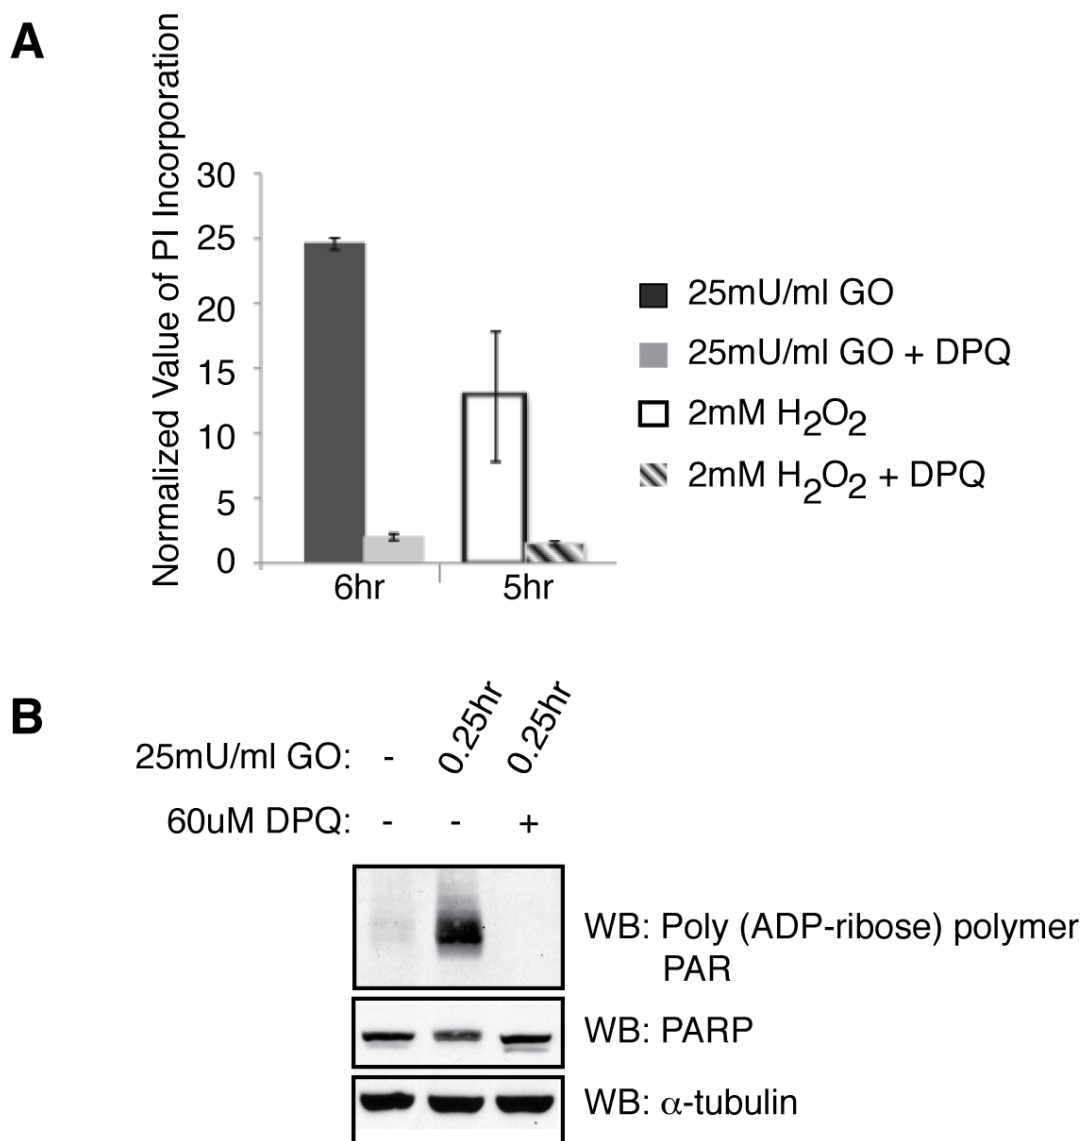 A
Normalized Value of PI Incorporation
30
25
20
15
10
5
0
6hr
5hr
25mU/ml GO
25mU/ml GO + DPQ
2mM H₂O₂
2mM H₂O₂ + DPQ
B
25mU/ml GO: - 0.25hr 0.25hr
60uM DPQ: - - +
WB: Poly (ADP-ribose) polymer
PAR
WB: PARP
WB: α-tubulin